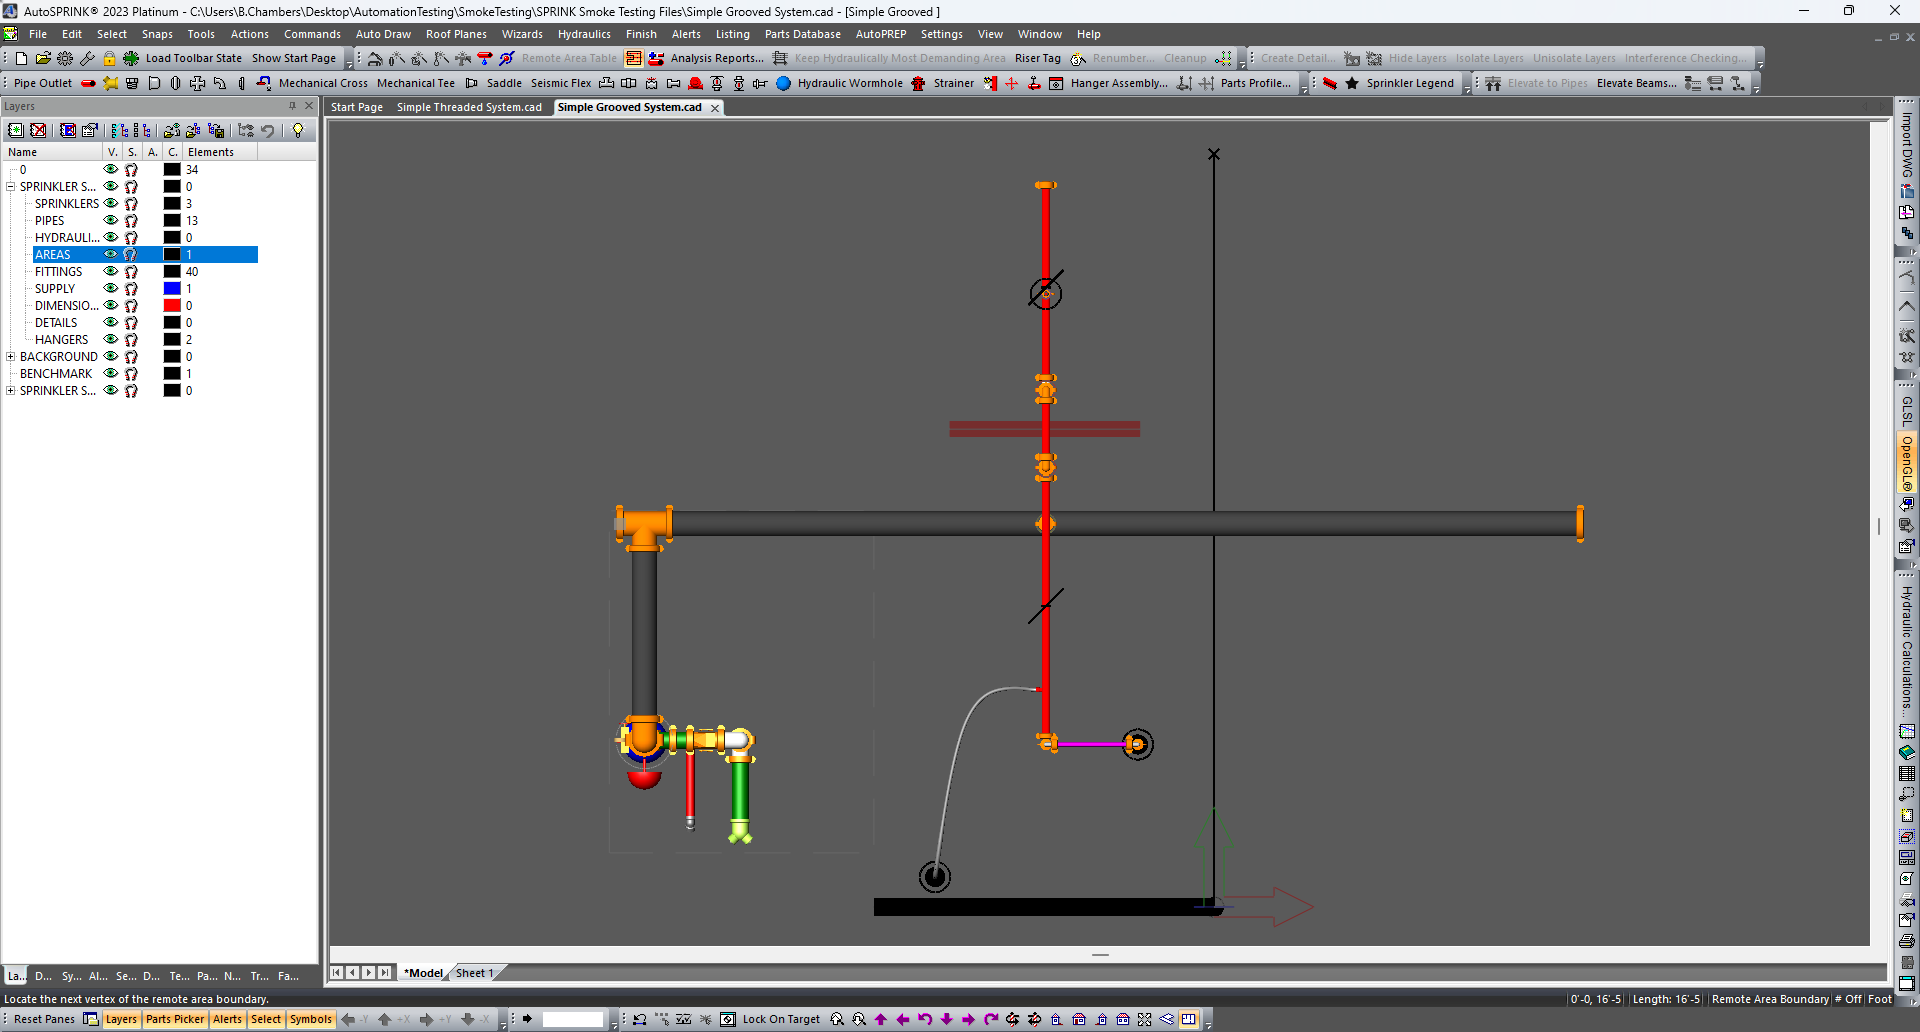 AutoSPRINK® 2023 Platinum - C:\Users\B.Chambers\Desktop\AutomationTesting\SmokeTesting\SPRINK Smoke Testing Files\Simple Grooved System.cad - [Simple Grooved ]
File Edit Select Snaps Tools Actions Commands Auto Draw Roof Planes Wizards Hydraulics Finish Alerts Listing Parts Database AutoPREP Settings View Window Help
Load Toolbar State Show Start Page Remote Area Table Analysis Reports... Keep Hydraulically Most Demanding Area Riser Tag Renumber... Cleanup Create Detail... Hide Layers Isolate Layers Unisolate Layers Interference Checking...
Pipe Outlet Mechanical Cross Mechanical Tee Saddle Seismic Flex Hydraulic Wormhole Strainer Hanger Assembly... Parts Profile... Sprinkler Legend Elevate to Pipes Elevate Beams...
Layers
Start Page Simple Threaded System.cad Simple Grooved System.cad
Name V. S. A. C. Elements
0 34
SPRINKLER S... 0
SPRINKLERS 3
PIPES 13
HYDRAULI... 0
AREAS 1
FITTINGS 40
SUPPLY 1
DIMENSIO... 0
DETAILS 0
HANGERS 2
BACKGROUND 0
BENCHMARK 1
SPRINKLER S... 0
Import DWG
GLSL
OpenGL®
Hydraulic Calculations...
La... D... Sy... Al... Se... D... Te... Pa... N... Tr... Fa...
*Model Sheet 1
Locate the next vertex of the remote area boundary.
0'-0, 16'-5 Length: 16'-5 Remote Area Boundary # Off Foot
Reset Panes Layers Parts Picker Alerts Select Symbols -Y +X +Y -X Lock On Target